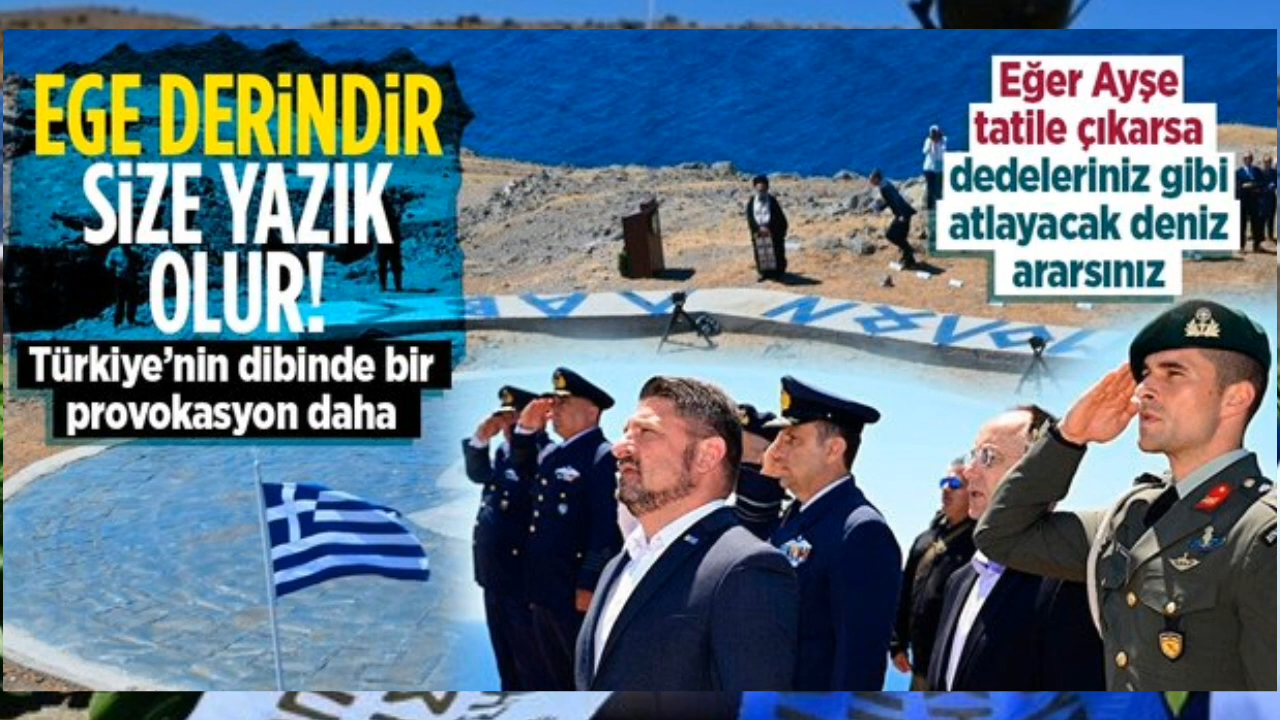 EGE DERİNDİR
SİZE YAZIK
OLUR!
Türkiye'nin dibinde bir
provokasyon daha
Eğer Ayşe
tatile çıkarsa
dedeleriniz gibi
atlayacak deniz
ararsınız